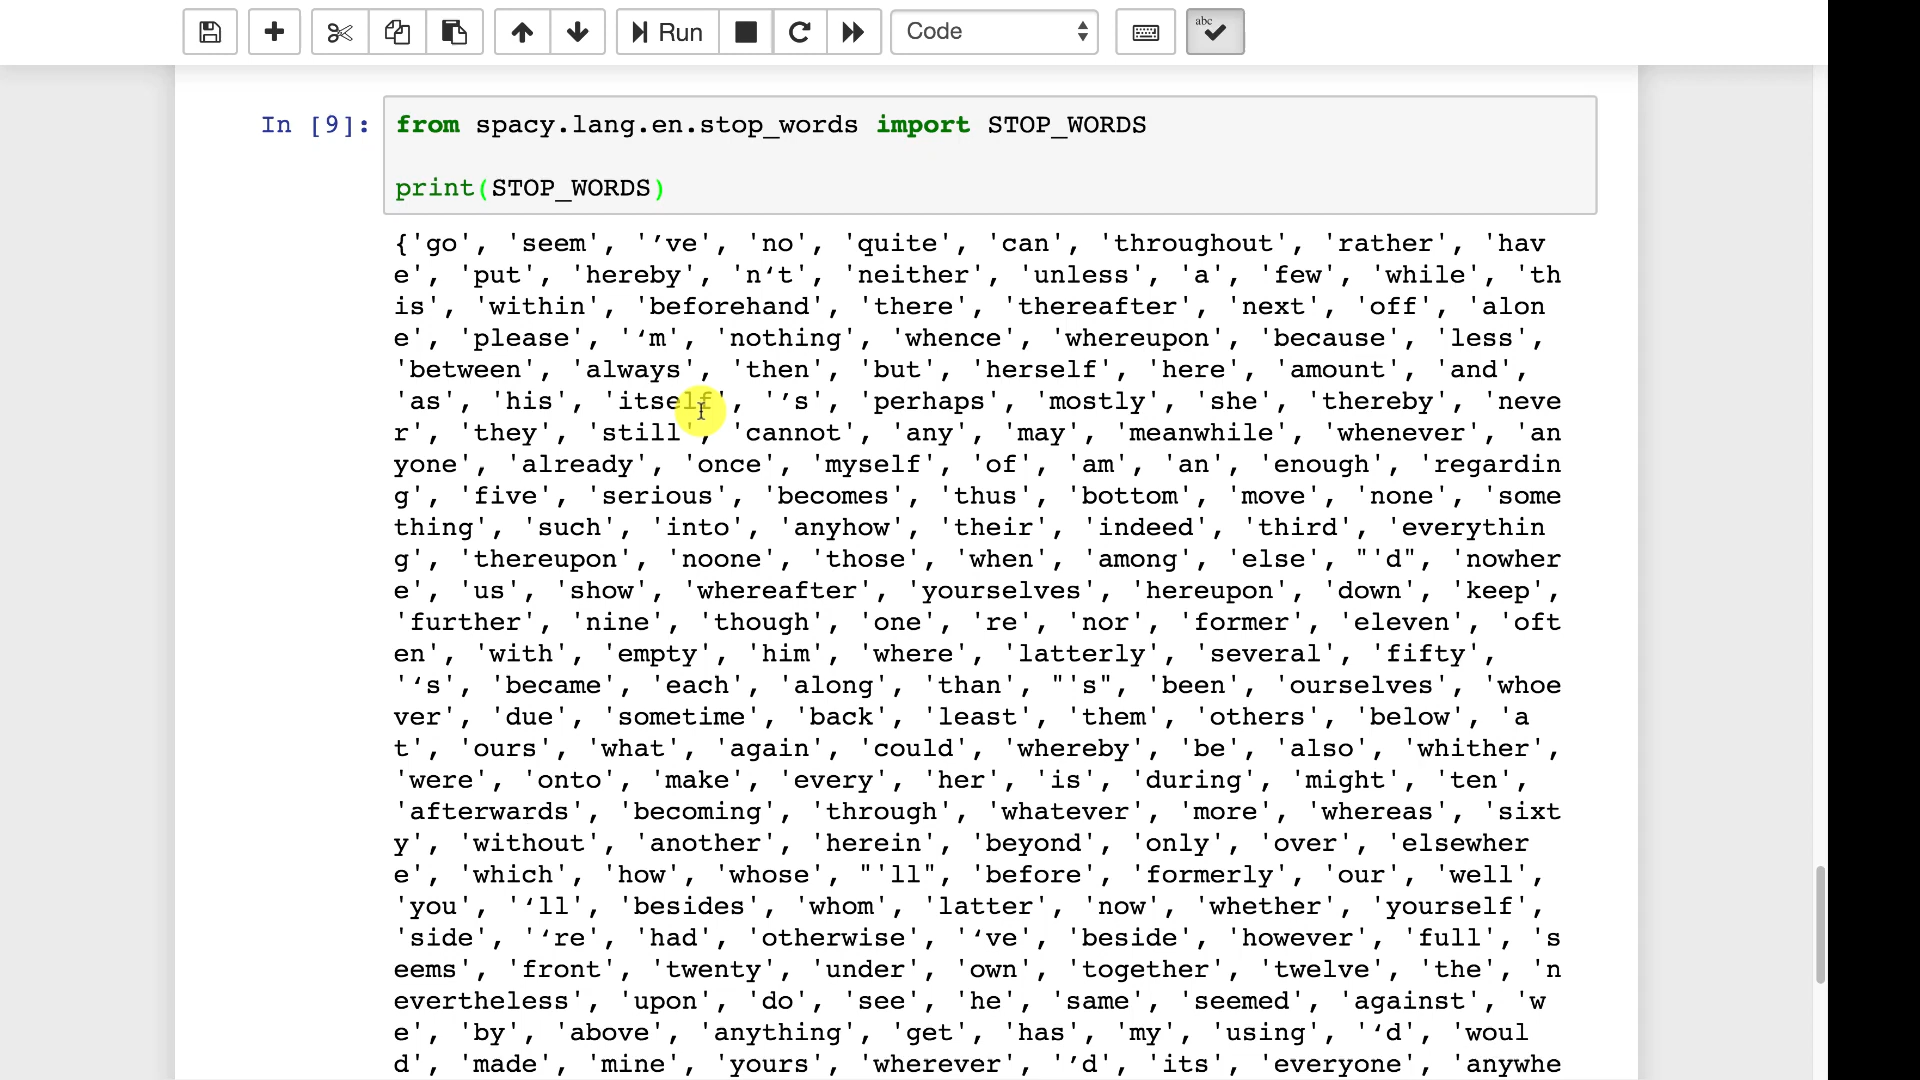 Run
Code
abc
In [9]:
from spacy.lang.en.stop_words import STOP_WORDS
print(STOP_WORDS)
{'go', 'seem', '’ve', 'no', 'quite', 'can', 'throughout', 'rather', 'hav
e', 'put', 'hereby', 'n‘t', 'neither', 'unless', 'a', 'few', 'while', 'th
is', 'within', 'beforehand', 'there', 'thereafter', 'next', 'off', 'alon
e', 'please', '‘m', 'nothing', 'whence', 'whereupon', 'because', 'less',
'between', 'always', 'then', 'but', 'herself', 'here', 'amount', 'and',
'as', 'his', 'itself', '’s', 'perhaps', 'mostly', 'she', 'thereby', 'neve
r', 'they', 'still', 'cannot', 'any', 'may', 'meanwhile', 'whenever', 'an
yone', 'already', 'once', 'myself', 'of', 'am', 'an', 'enough', 'regardin
g', 'five', 'serious', 'becomes', 'thus', 'bottom', 'move', 'none', 'some
thing', 'such', 'into', 'anyhow', 'their', 'indeed', 'third', 'everythin
g', 'thereupon', 'noone', 'those', 'when', 'among', 'else', "'d", 'nowher
e', 'us', 'show', 'whereafter', 'yourselves', 'hereupon', 'down', 'keep',
'further', 'nine', 'though', 'one', 're', 'nor', 'former', 'eleven', 'oft
en', 'with', 'empty', 'him', 'where', 'latterly', 'several', 'fifty',
'‘s', 'became', 'each', 'along', 'than', "'s", 'been', 'ourselves', 'whoe
ver', 'due', 'sometime', 'back', 'least', 'them', 'others', 'below', 'a
t', 'ours', 'what', 'again', 'could', 'whereby', 'be', 'also', 'whither',
'were', 'onto', 'make', 'every', 'her', 'is', 'during', 'might', 'ten',
'afterwards', 'becoming', 'through', 'whatever', 'more', 'whereas', 'sixt
y', 'without', 'another', 'herein', 'beyond', 'only', 'over', 'elsewher
e', 'which', 'how', 'whose', "'ll", 'before', 'formerly', 'our', 'well',
'you', '‘ll', 'besides', 'whom', 'latter', 'now', 'whether', 'yourself',
'side', '‘re', 'had', 'otherwise', '‘ve', 'beside', 'however', 'full', 's
eems', 'front', 'twenty', 'under', 'own', 'together', 'twelve', 'the', 'n
evertheless', 'upon', 'do', 'see', 'he', 'same', 'seemed', 'against', 'w
e', 'by', 'above', 'anything', 'get', 'has', 'my', 'using', '‘d', 'woul
d', 'made', 'mine', 'yours', 'wherever', '’d', 'its', 'everyone', 'anywhe